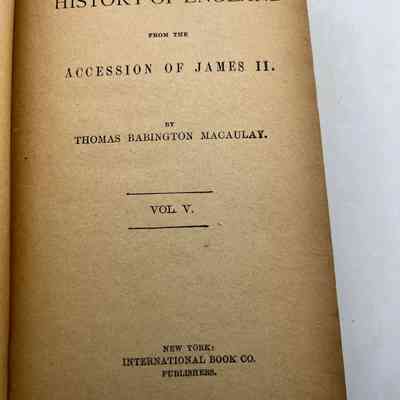 HISTORY OF ENGLAND
FROM THE
ACCESSION OF JAMES II.
BY
THOMAS BABINGTON MACAULAY.
VOL. V.
NEW YORK:
INTERNATIONAL BOOK CO.
PUBLISHERS.